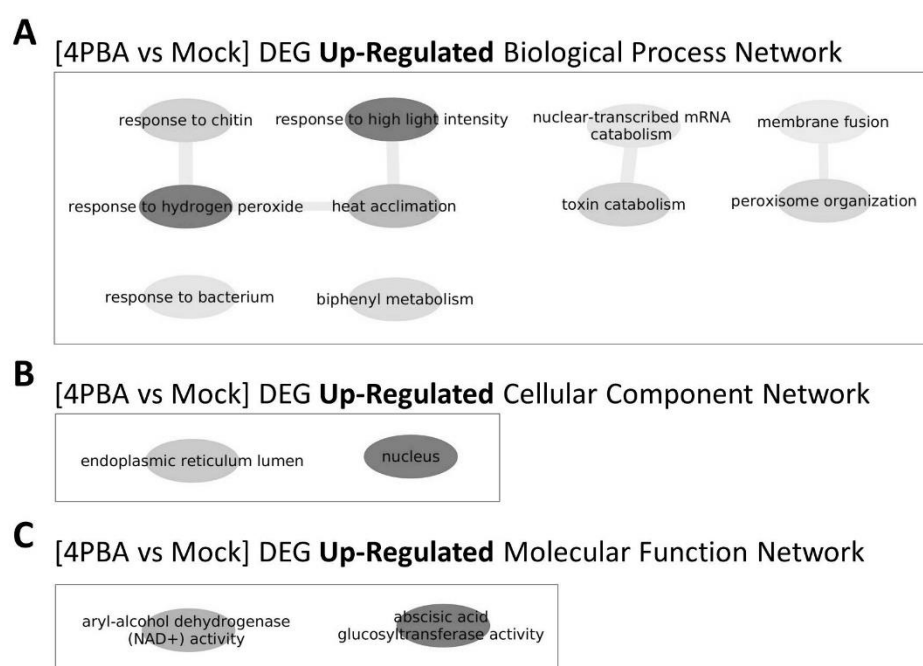 A
[4PBA vs Mock] DEG Up-Regulated Biological Process Network
response to chitin
response to high light intensity
nuclear-transcribed mRNA
catabolism
membrane fusion
response to hydrogen peroxide
heat acclimation
toxin catabolism
peroxisome organization
response to bacterium
biphenyl metabolism
B
[4PBA vs Mock] DEG Up-Regulated Cellular Component Network
endoplasmic reticulum lumen
nucleus
C
[4PBA vs Mock] DEG Up-Regulated Molecular Function Network
aryl-alcohol dehydrogenase
(NAD+) activity
abscisic acid
glucosyltransferase activity